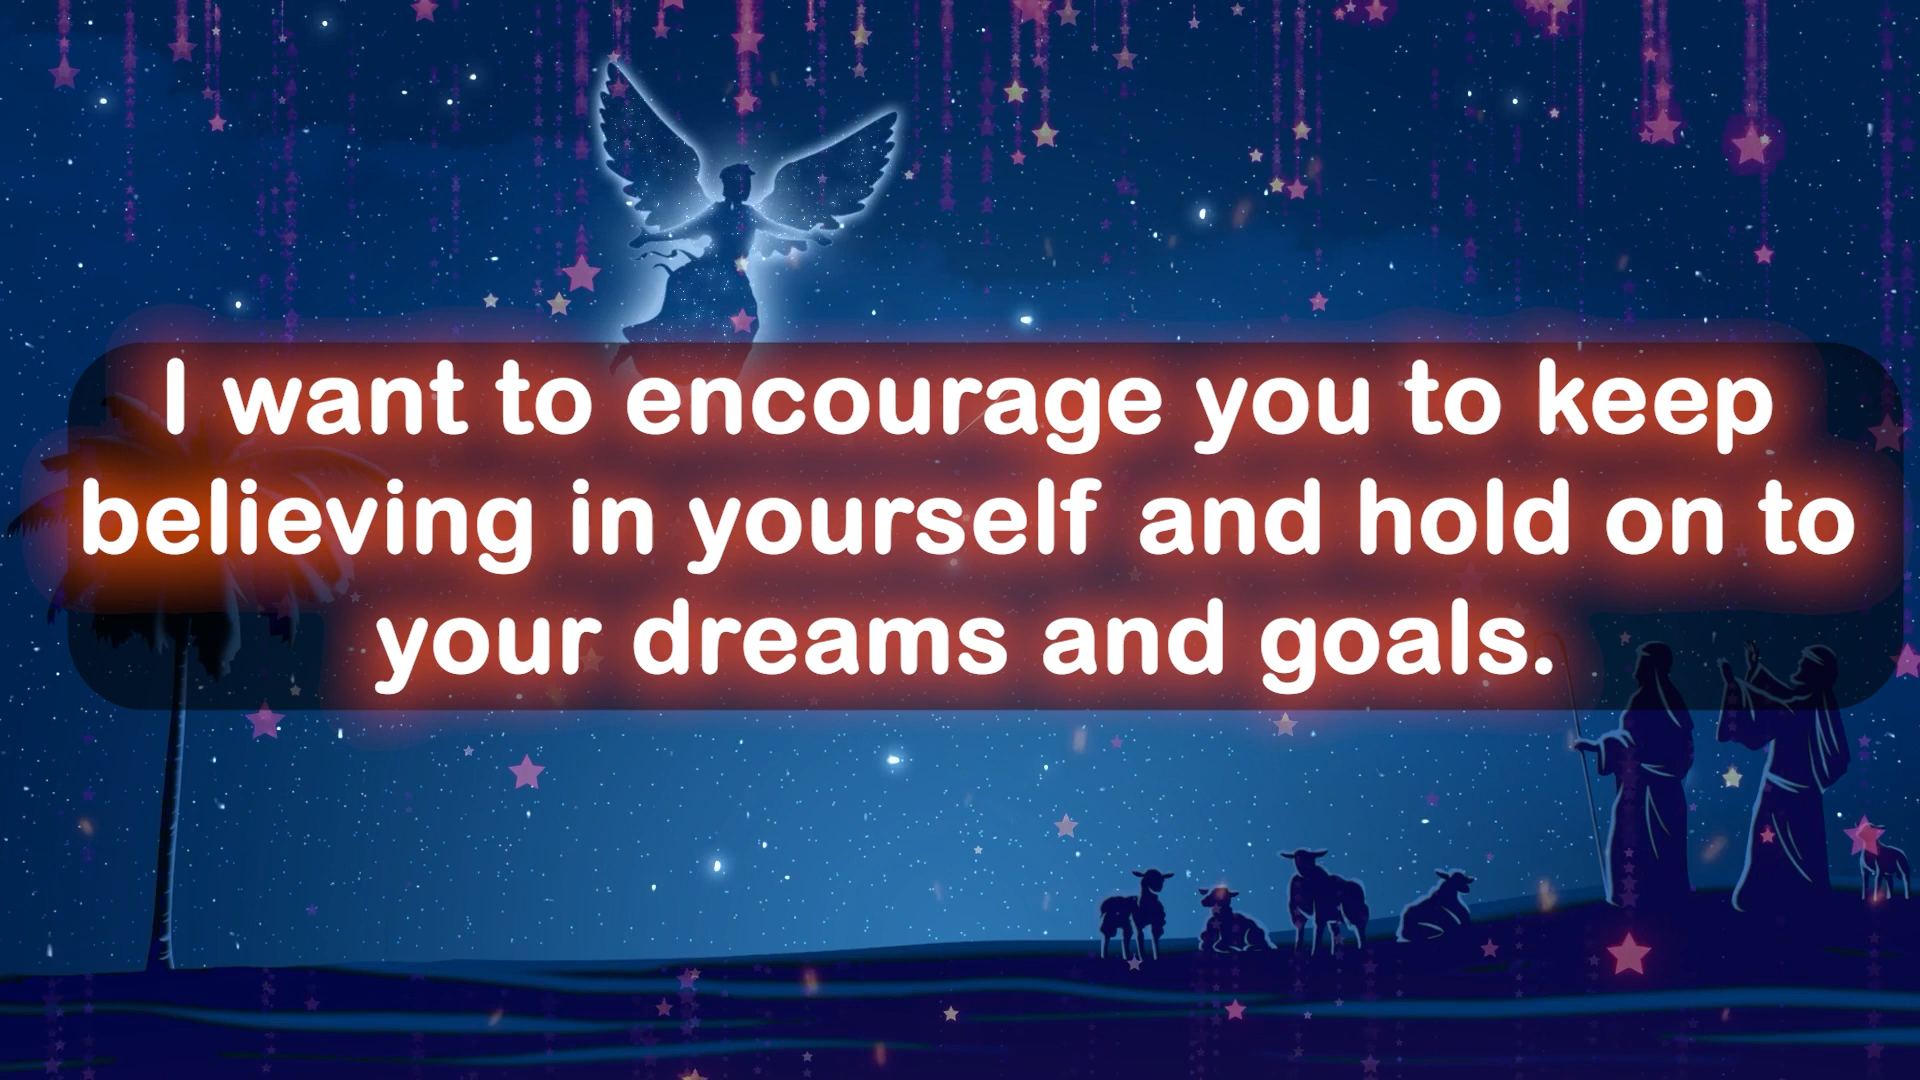 I want to encourage you to keep
believing in yourself and hold on to
your dreams and goals.